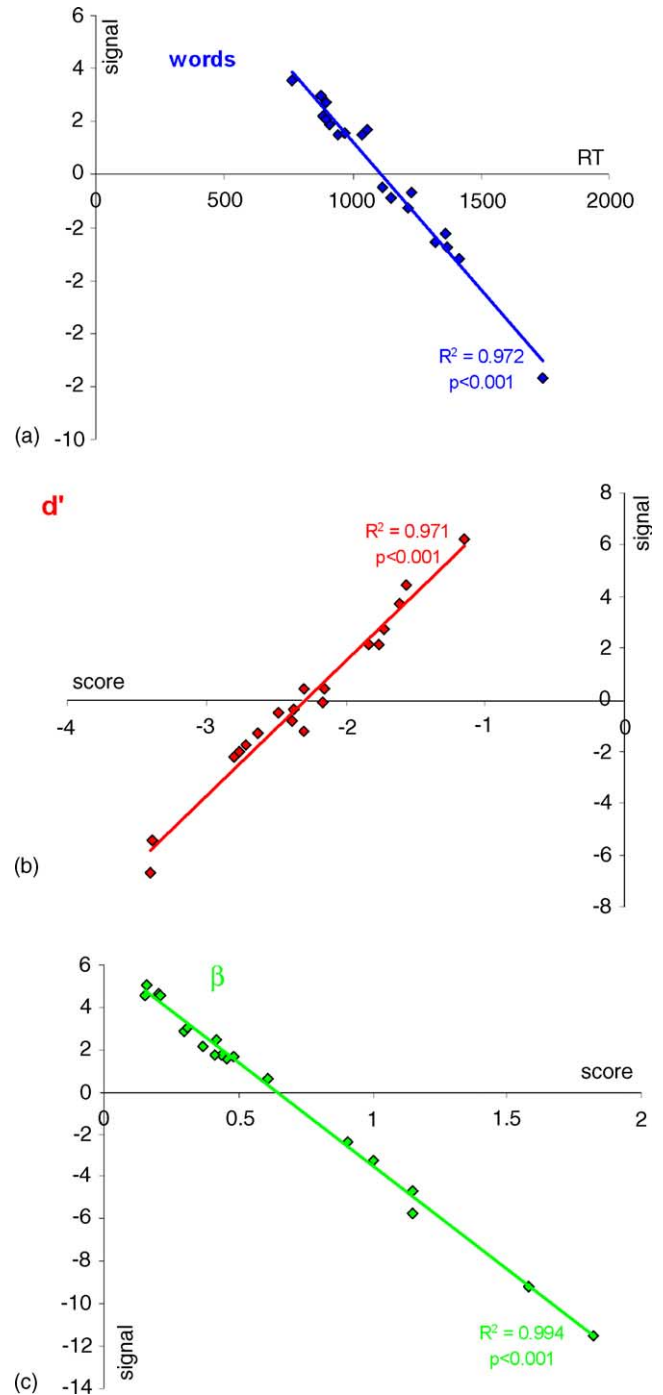 6
signal
words
4
2
0
RT
0
500
1000
1500
2000
-2
-2
-2
R² = 0.972
p<0.001
-2
(a)
-10
d'
8
signal
R² = 0.971
p<0.001
6
4
2
score
0
-4
-3
-2
-1
0
-2
-4
(b)
-6
-8
6
β
4
2
score
0
0.5
1
1.5
2
-2
-4
-6
-8
-10
signal
R² = 0.994
p<0.001
-12
(c)
-14